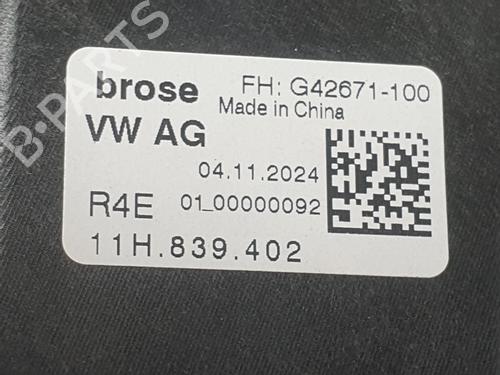 brose FH: G42671-100
Made in China
VW AG
04.11.2024
R4E 01_00000092
11H.839.402
B-PARTS